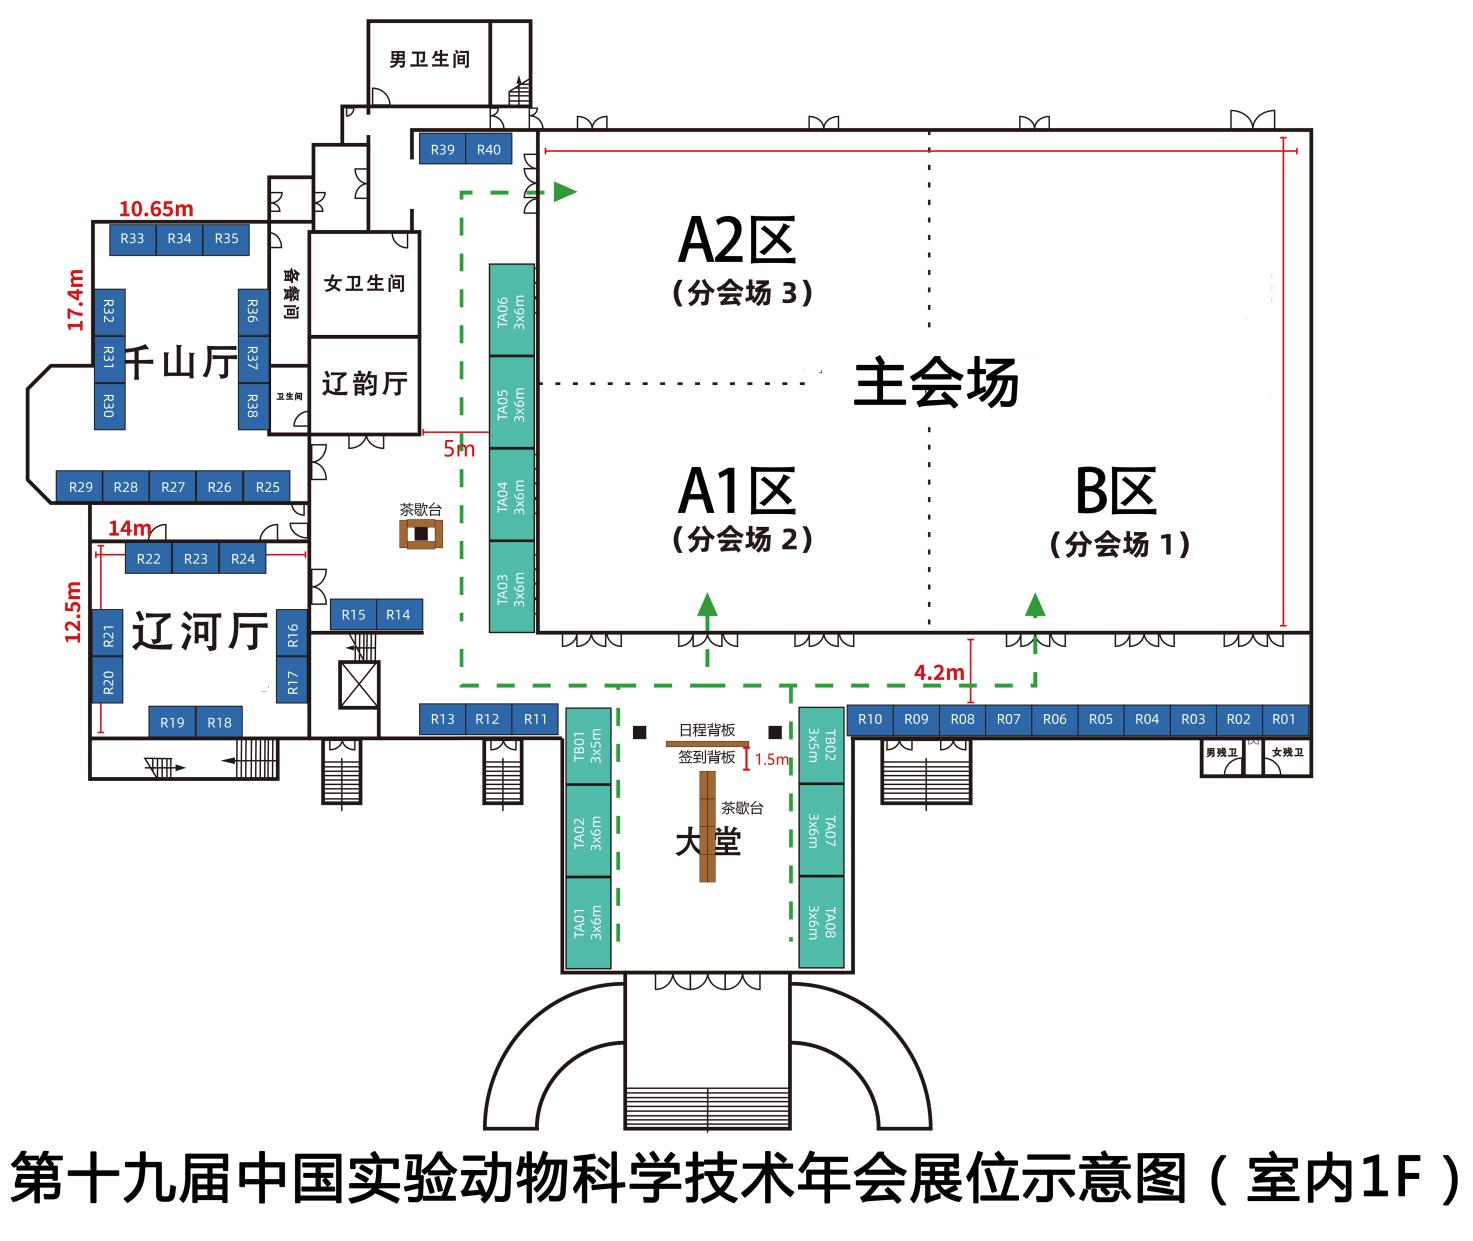 男卫生间
R39
R40
10.65m
R33
R34
R35
17.4m
R32
R31
R30
千山厅
R36
R37
R38
备餐间
女卫生间
卫生间
辽韵厅
TA06
3x6m
TA05
3x6m
TA04
3x6m
TA03
3x6m
5m
A2区
(分会场 3)
主会场
A1区
(分会场 2)
B区
(分会场 1)
R29
R28
R27
R26
R25
茶歇台
14m
R22
R23
R24
12.5m
R21
R20
辽河厅
R16
R17
R15
R14
R19
R18
4.2m
R13
R12
R11
R10
R09
R08
R07
R06
R05
R04
R03
R02
R01
TB01
3x5m
TA02
3x6m
TA01
3x6m
日程背板
签到背板
1.5m
茶歇台
大堂
TB02
3x5m
TA07
3x6m
TA08
3x6m
男残卫
女残卫
第十九届中国实验动物科学技术年会展位示意图（室内1F）